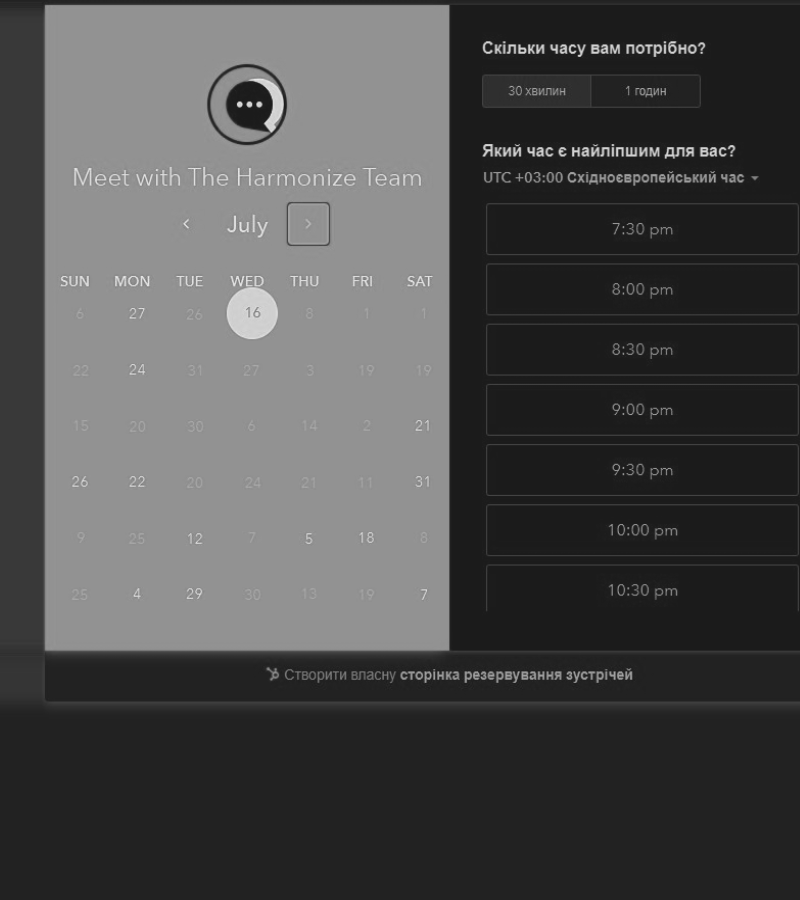 Meet with The Harmonize Team
July
SUN MON TUE WED THU FRI SAT
6 27 26 16 8 1 1
22 24 31 27 3 19 19
15 20 30 6 14 2 21
26 22 20 24 21 11 31
9 25 12 7 5 18 8
25 4 29 30 13 19 7
Скільки часу вам потрібно?
30 хвилин 1 годин
Який час є найліпшим для вас?
UTC +03:00 Східноєвропейський час
7:30 pm
8:00 pm
8:30 pm
9:00 pm
9:30 pm
10:00 pm
10:30 pm
Створити власну сторінка резервування зустрічей